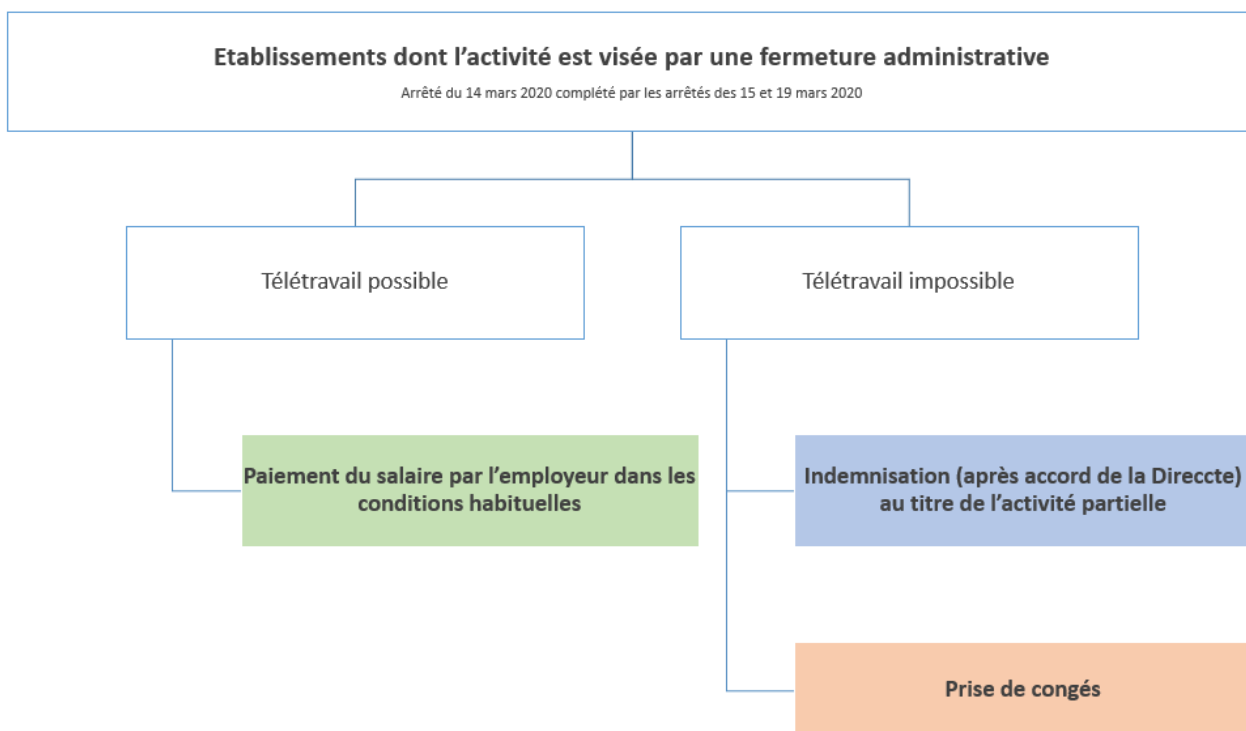 Etablissements dont l’activité est visée par une fermeture administrative
Arrêté du 14 mars 2020 complété par les arrêtés des 15 et 19 mars 2020
Télétravail possible
Télétravail impossible
Paiement du salaire par l’employeur dans les
conditions habituelles
Indemnisation (après accord de la Direccte)
au titre de l’activité partielle
Prise de congés